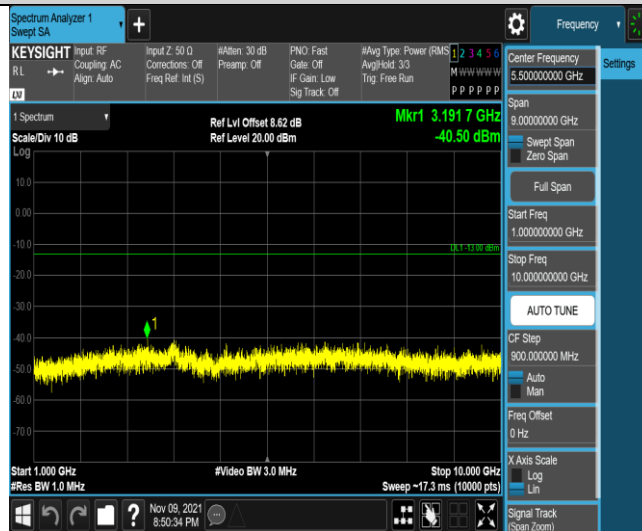 Spectrum Analyzer 1
Swept SA
+
Frequency
KEYSIGHT
RL
LXI
Input: RF
Coupling: AC
Align: Auto
Input Z: 50 Ω
Corrections: Off
Freq Ref: Int (S)
#Atten: 30 dB
Preamp: Off
PNO: Fast
Gate: Off
IF Gain: Low
Sig Track: Off
#Avg Type: Power (RMS
Avg|Hold: 3/3
Trig: Free Run
1 2 3 4 5 6
M W W W W W
P P P P P P
1 Spectrum
Scale/Div 10 dB
Log
Ref Lvl Offset 8.62 dB
Ref Level 20.00 dBm
Mkr1 3.191 7 GHz
-40.50 dBm
10.0
0.00
-10.0
DL1 -13.00 dBm
-20.0
-30.0
1
-40.0
-50.0
-60.0
-70.0
Start 1.000 GHz
#Res BW 1.0 MHz
#Video BW 3.0 MHz
Stop 10.000 GHz
Sweep ~17.3 ms (10000 pts)
?
Nov 09, 2021
8:50:34 PM
Center Frequency
5.500000000 GHz
Settings
Span
9.00000000 GHz
Swept Span
Zero Span
Full Span
Start Freq
1.000000000 GHz
Stop Freq
10.000000000 GHz
AUTO TUNE
CF Step
900.000000 MHz
Auto
Man
Freq Offset
0 Hz
X Axis Scale
Log
Lin
Signal Track
(Span Zoom)